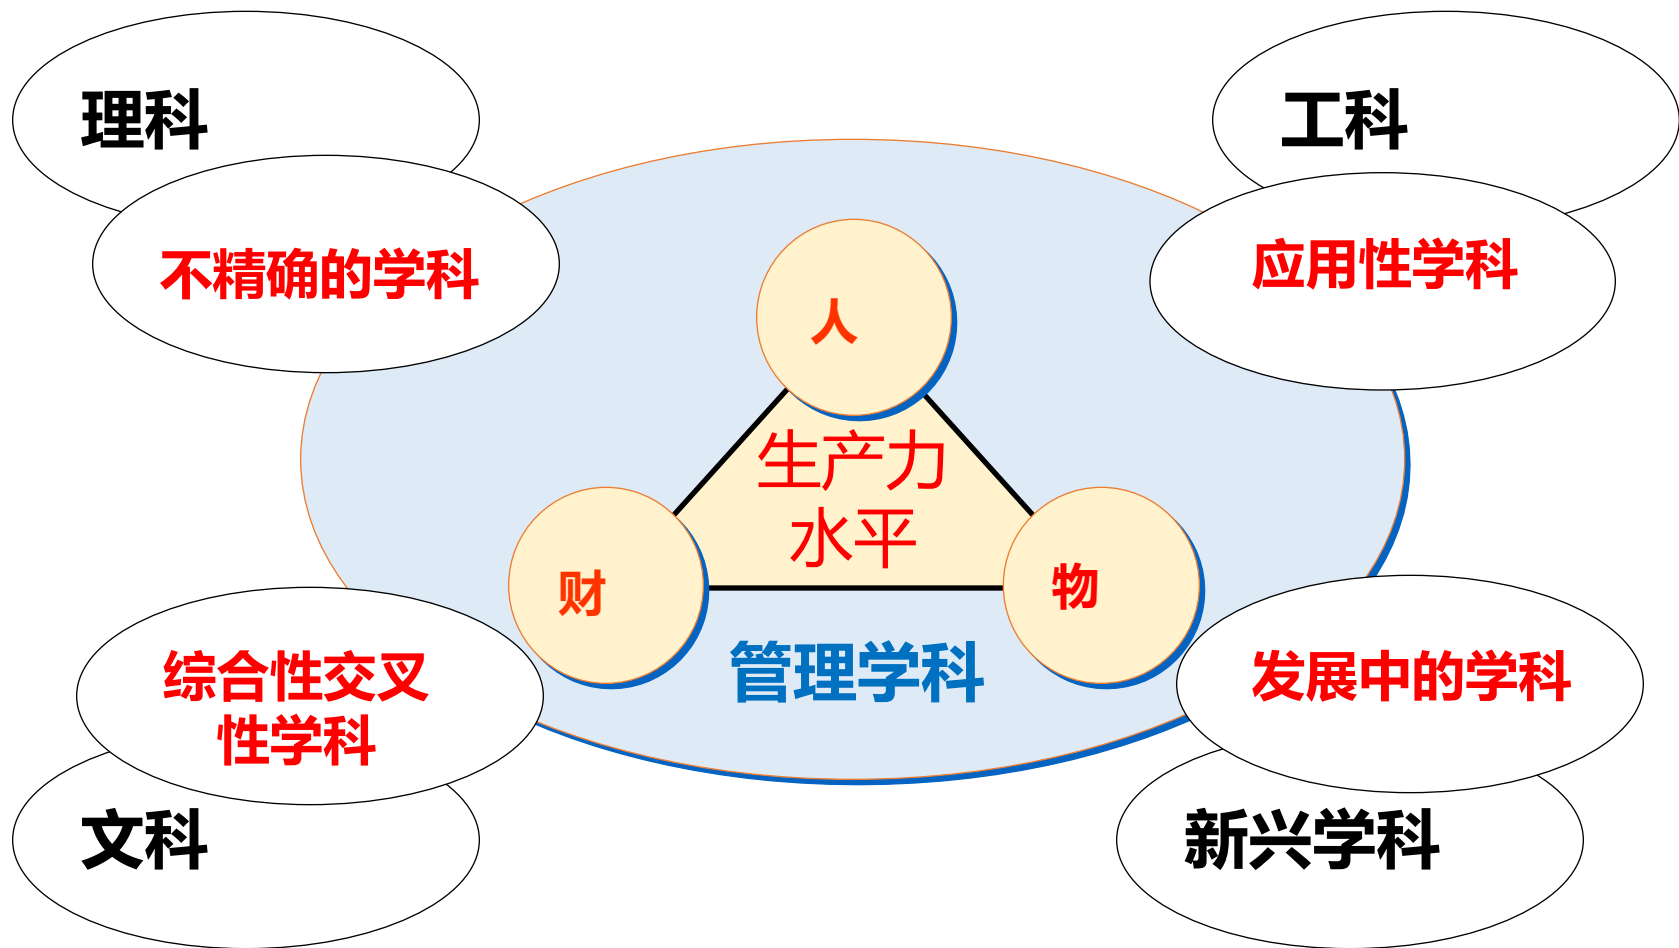 理科
工科
不精确的学科
应用性学科
人
生产力
水平
财
物
管理学科
综合性交叉
性学科
发展中的学科
文科
新兴学科